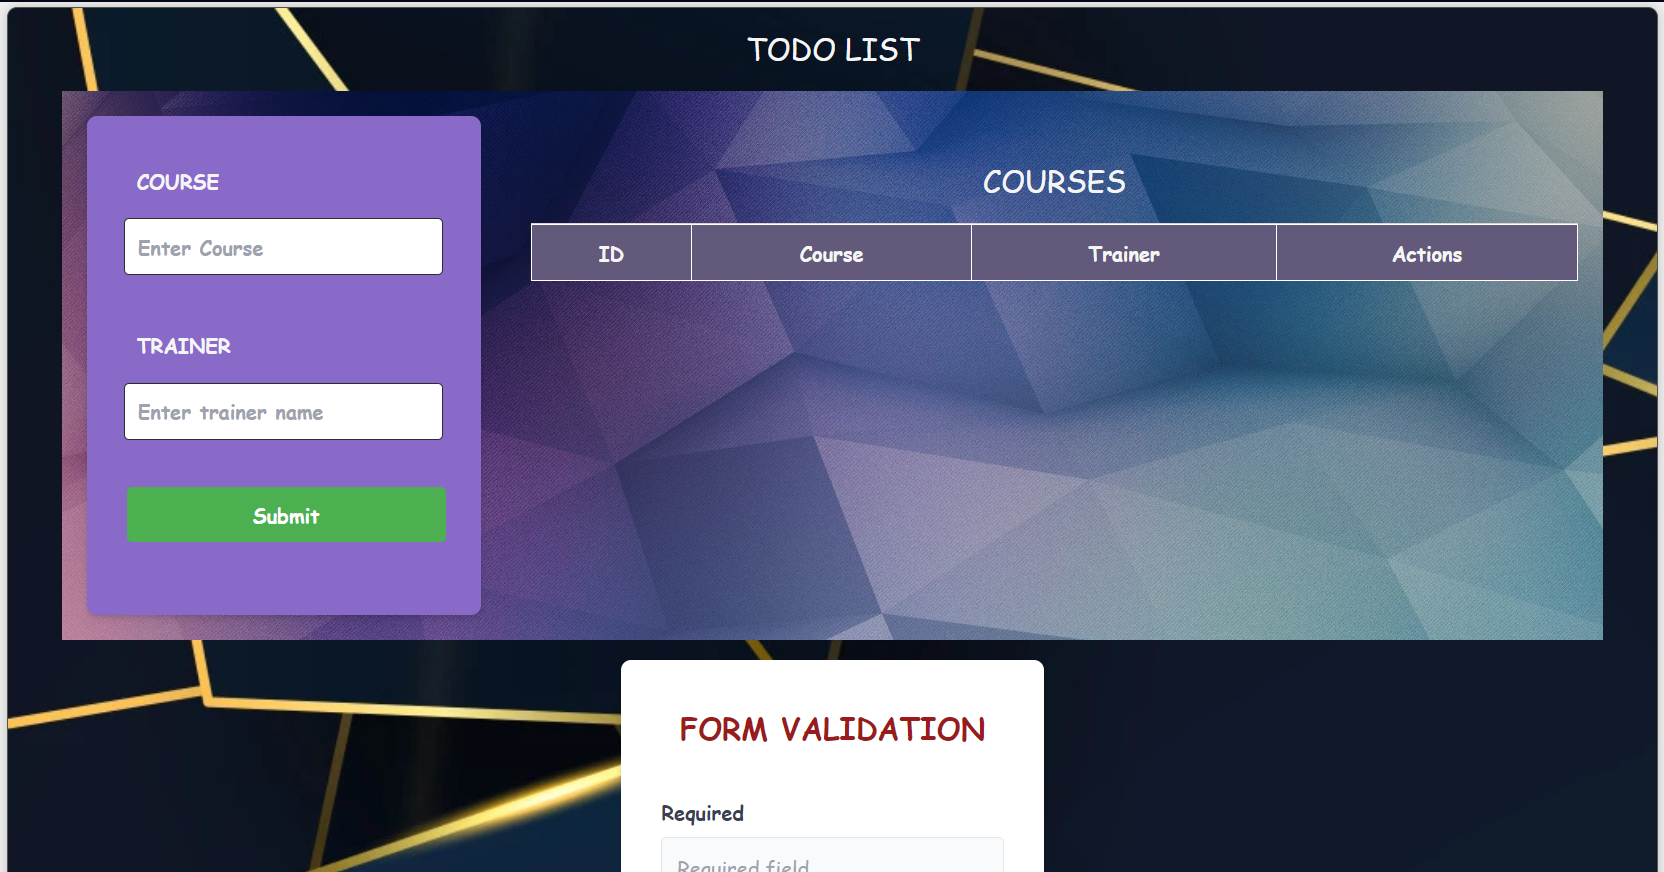 TODO LIST
COURSE
Enter Course
TRAINER
Enter trainer name
Submit
COURSES
ID Course Trainer Actions
FORM VALIDATION
Required
Required field